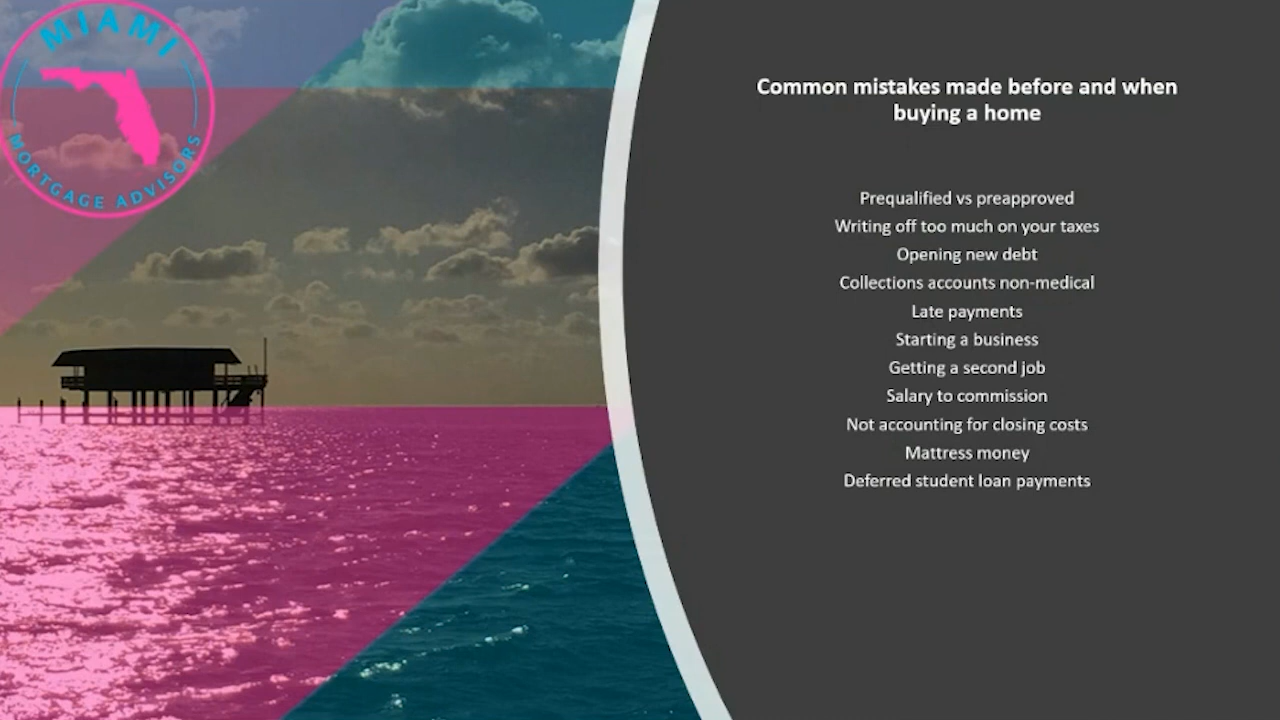 MIAMI
MORTGAGE ADVISORS
Common mistakes made before and when
buying a home
Prequalified vs preapproved
Writing off too much on your taxes
Opening new debt
Collections accounts non-medical
Late payments
Starting a business
Getting a second job
Salary to commission
Not accounting for closing costs
Mattress money
Deferred student loan payments